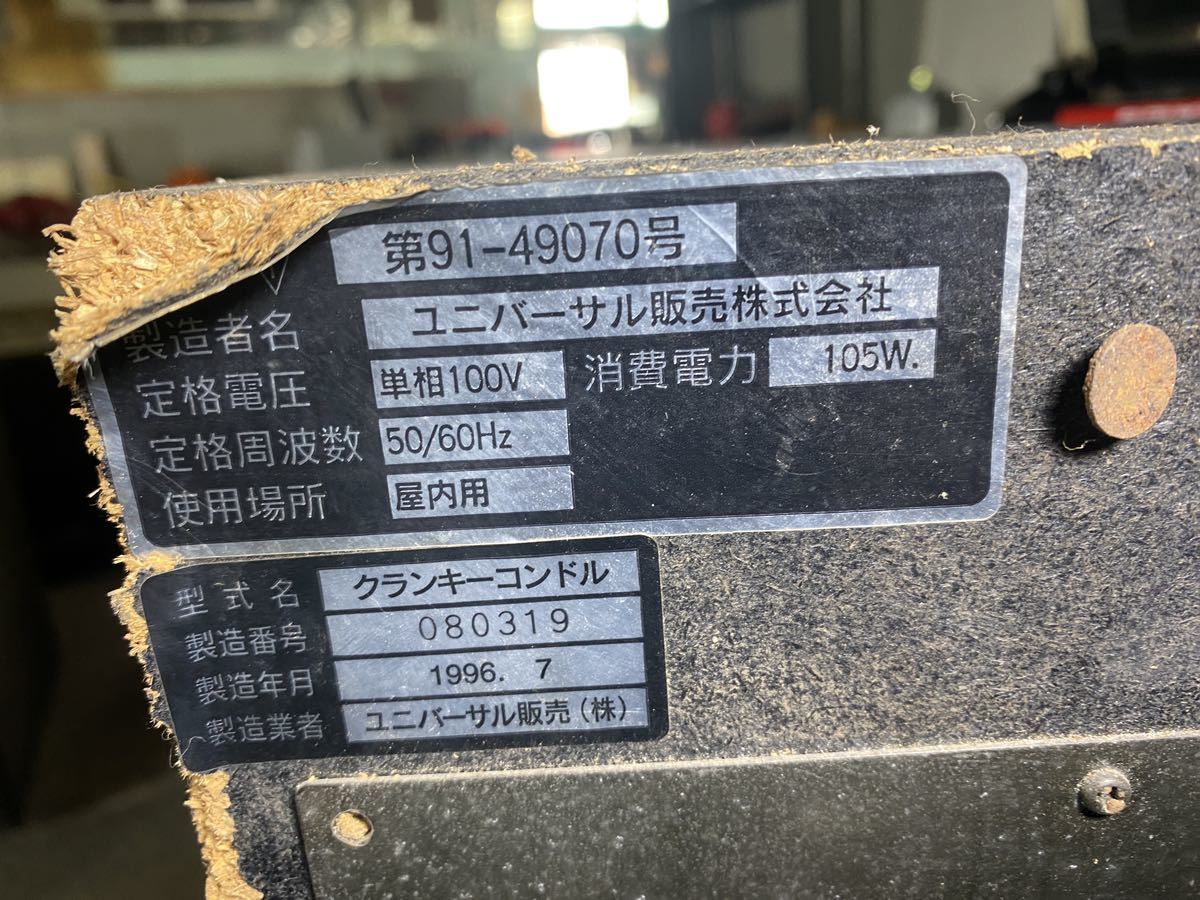 第91-49070号
製造者名 ユニバーサル販売株式会社
定格電圧 単相100V 消費電力 105W.
定格周波数 50/60Hz
使用場所 屋内用
型式名 クランキーコンドル
製造番号 080319
製造年月 1996. 7
製造業者 ユニバーサル販売(株)